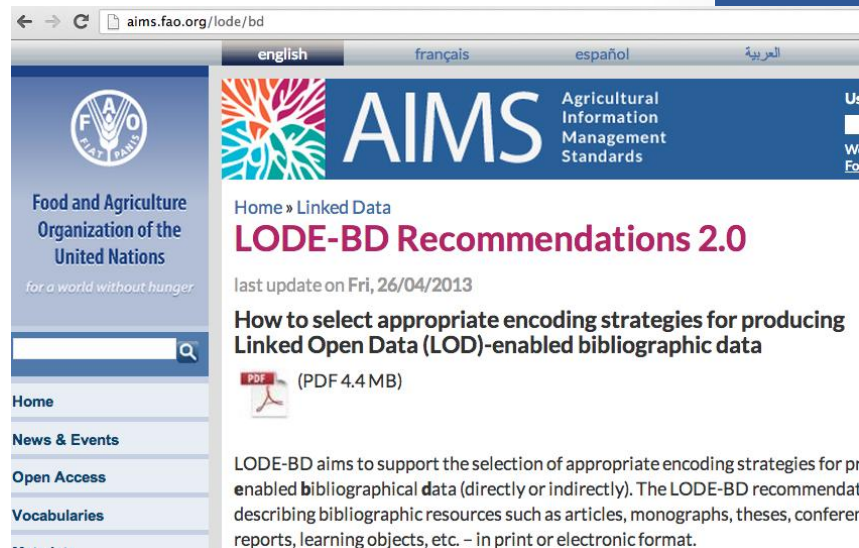 aims.fao.org/lode/bd
english français español العربية
FAO
FIAT PANIS
Food and Agriculture
Organization of the
United Nations
for a world without hunger
Home
News & Events
Open Access
Vocabularies
AIMS
Agricultural
Information
Management
Standards
Home » Linked Data
LODE-BD Recommendations 2.0
last update on Fri, 26/04/2013
How to select appropriate encoding strategies for producing
Linked Open Data (LOD)-enabled bibliographic data
PDF
(PDF 4.4 MB)
LODE-BD aims to support the selection of appropriate encoding strategies for
enabled bibliographical data (directly or indirectly). The LODE-BD
describing bibliographic resources such as articles, monographs, theses,
reports, learning objects, etc. – in print or electronic format.